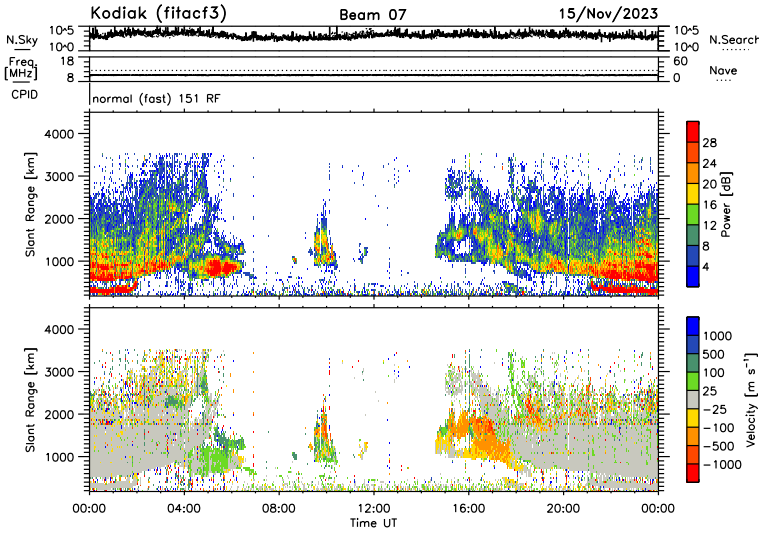 Kodiak (fitacf3) Beam 07 15/Nov/2023
N.Sky 10^5 10^0 10^5 10^0 N.Search
Freq. [MHz] 18 8 60 0 Nave
CPID normal (fast) 151 RF
Slant Range [km] 4000 3000 2000 1000
Power [dB] 28 24 20 16 12 8 4
Slant Range [km] 4000 3000 2000 1000
Velocity [m s⁻¹] 1000 500 100 25 −25 −100 −500 −1000
00:00 04:00 08:00 12:00 16:00 20:00 00:00
Time UT